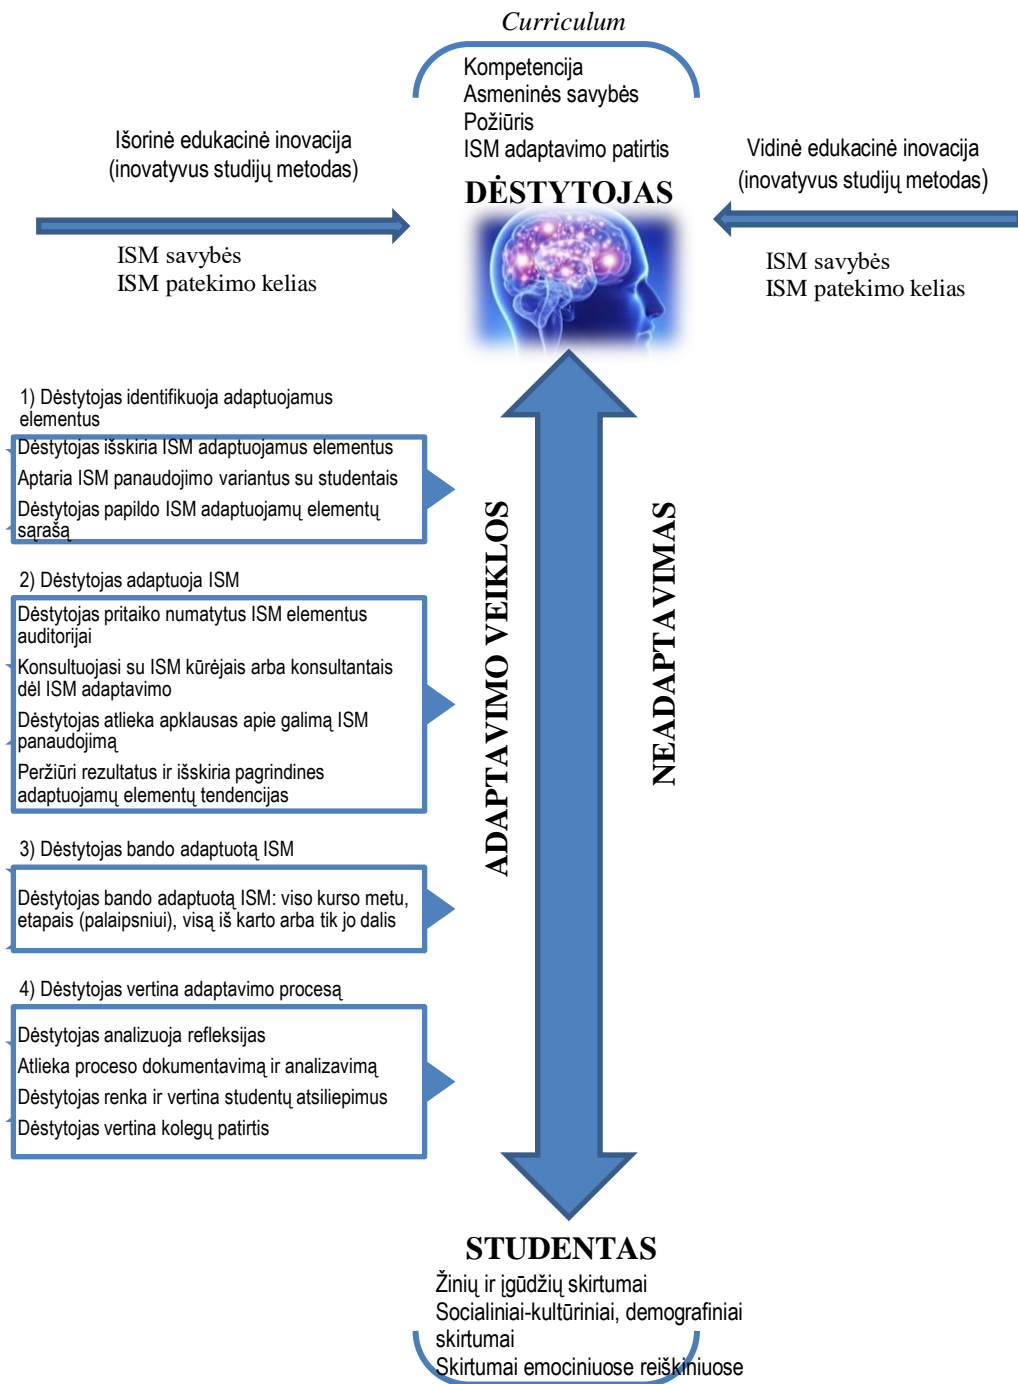 Curriculum
Kompetencija
Asmeninės savybės
Požiūris
ISM adaptavimo patirtis
DĖSTYTOJAS
Išorinė edukacinė inovacija
(inovatyvus studijų metodas)
ISM savybės
ISM patekimo kelias
Vidinė edukacinė inovacija
(inovatyvus studijų metodas)
ISM savybės
ISM patekimo kelias
1) Dėstytojas identifikuoja adaptuojamus
elementus
Dėstytojas išskiria ISM adaptuojamus elementus
Aptaria ISM panaudojimo variantus su studentais
Dėstytojas papildo ISM adaptuojamų elementų
sąrašą
2) Dėstytojas adaptuoja ISM
Dėstytojas pritaiko numatytus ISM elementus
auditorijai
Konsultuojasi su ISM kūrėjais arba konsultantais
dėl ISM adaptavimo
Dėstytojas atlieka apklausas apie galimą ISM
panaudojimą
Peržiūri rezultatus ir išskiria pagrindines
adaptuojamų elementų tendencijas
3) Dėstytojas bando adaptuotą ISM
Dėstytojas bando adaptuotą ISM: viso kurso metu,
etapais (palaipsniui), visą iš karto arba tik jo dalis
4) Dėstytojas vertina adaptavimo procesą
Dėstytojas analizuoja refleksijas
Atlieka proceso dokumentavimą ir analizavimą
Dėstytojas renka ir vertina studentų atsiliepimus
Dėstytojas vertina kolegų patirtis
ADAPTAVIMO VEIKLOS
NEADAPTAVIMAS
STUDENTAS
Žinių ir įgūdžių skirtumai
Socialiniai-kultūriniai, demografiniai
skirtumai
Skirtumai emociniuose reiškiniuose